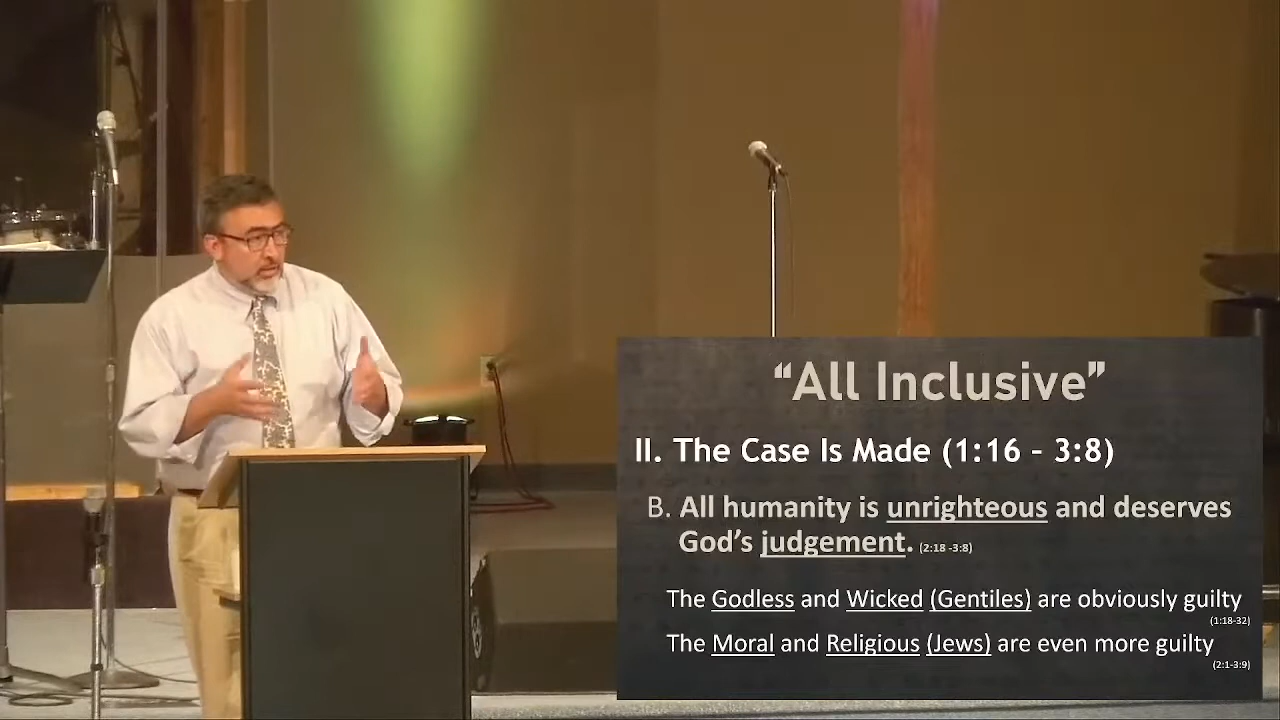 “All Inclusive”
II. The Case Is Made (1:16 – 3:8)
B. All humanity is unrighteous and deserves
God’s judgement. (2:18 -3:8)
The Godless and Wicked (Gentiles) are obviously guilty
(1:18-32)
The Moral and Religious (Jews) are even more guilty
(2:1-3:9)